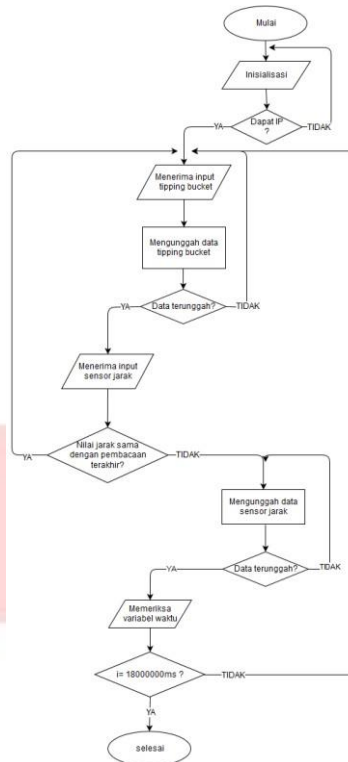 Mulai
Inisialisasi
Dapat IP
?
YA
TIDAK
Menerima input
tipping bucket
Mengunggah data
tipping bucket
Data terunggah?
YA
TIDAK
Menerima input
sensor jarak
Nilai jarak sama
dengan pembacaan
terakhir?
YA
TIDAK
Mengunggah data
sensor jarak
Data terunggah?
YA
TIDAK
Memeriksa
variabel waktu
i= 18000000ms ?
TIDAK
YA
selesai